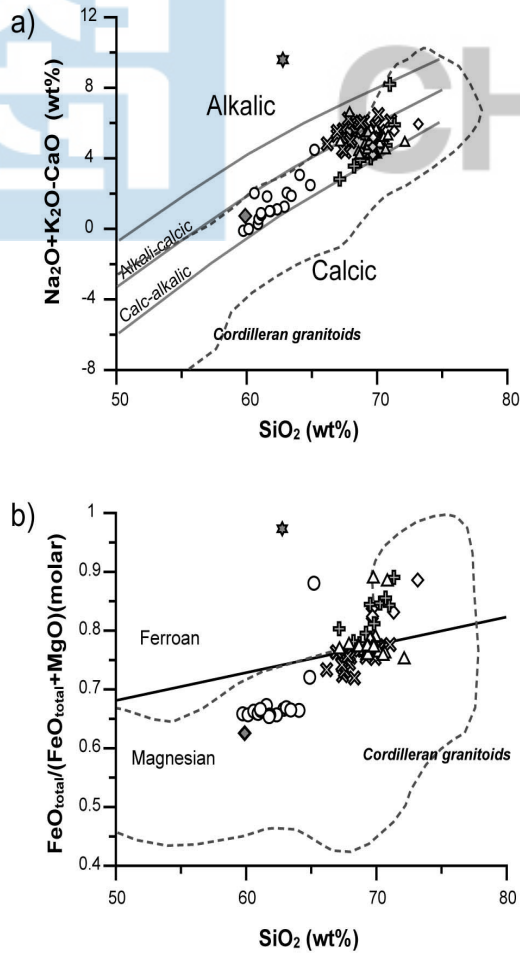 a)
12
8
4
0
-4
-8
Na₂O+K₂O-CaO (wt%)
Alkalic
Alkali-calcic
Calc-alkalic
Calcic
Cordilleran granitoids
50
60
70
80
SiO₂ (wt%)
CH
b)
1
0.9
0.8
0.7
0.6
0.5
0.4
FeOtotal/(FeOtotal+MgO)(molar)
Ferroan
Magnesian
Cordilleran granitoids
50
60
70
80
SiO₂ (wt%)